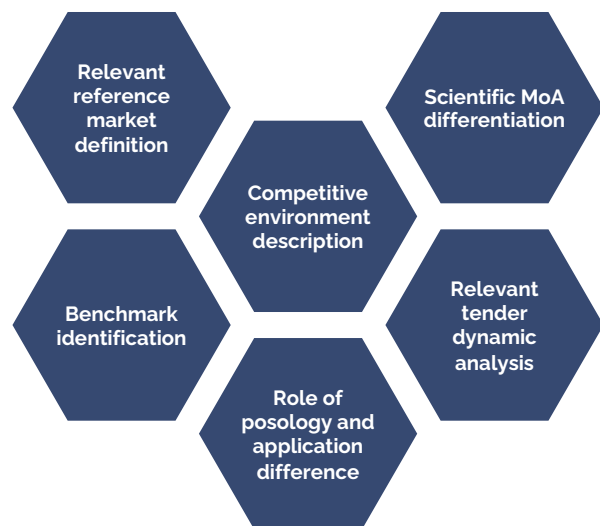 Relevant
reference
market
definition
Scientific MoA
differentiation
Competitive
environment
description
Benchmark
identification
Relevant
tender
dynamic
analysis
Role of
posology and
application
difference